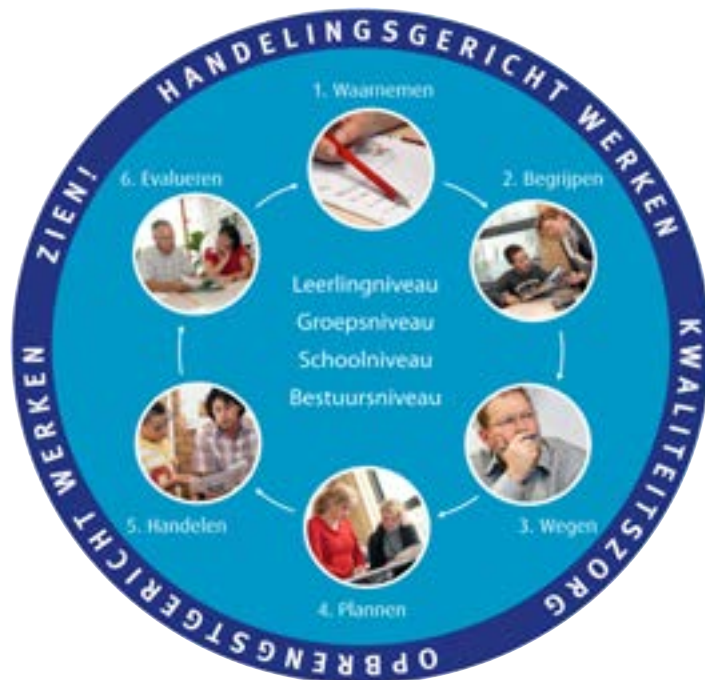 HANDELINGSGERICHT WERKEN
KWALITEITSZORG
OPBRENGSTGERICHT WERKEN
ZIEN!
1. Waarnemen
2. Begrijpen
3. Wegen
4. Plannen
5. Handelen
6. Evalueren
Leerlingniveau
Groepsniveau
Schoolniveau
Bestuursniveau